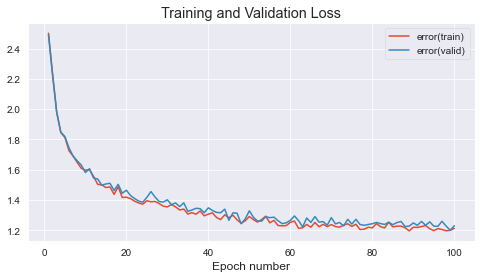 Training and Validation Loss
error(train)
error(valid)
2.4
2.2
2.0
1.8
1.6
1.4
1.2
0 20 40 60 80 100
Epoch number